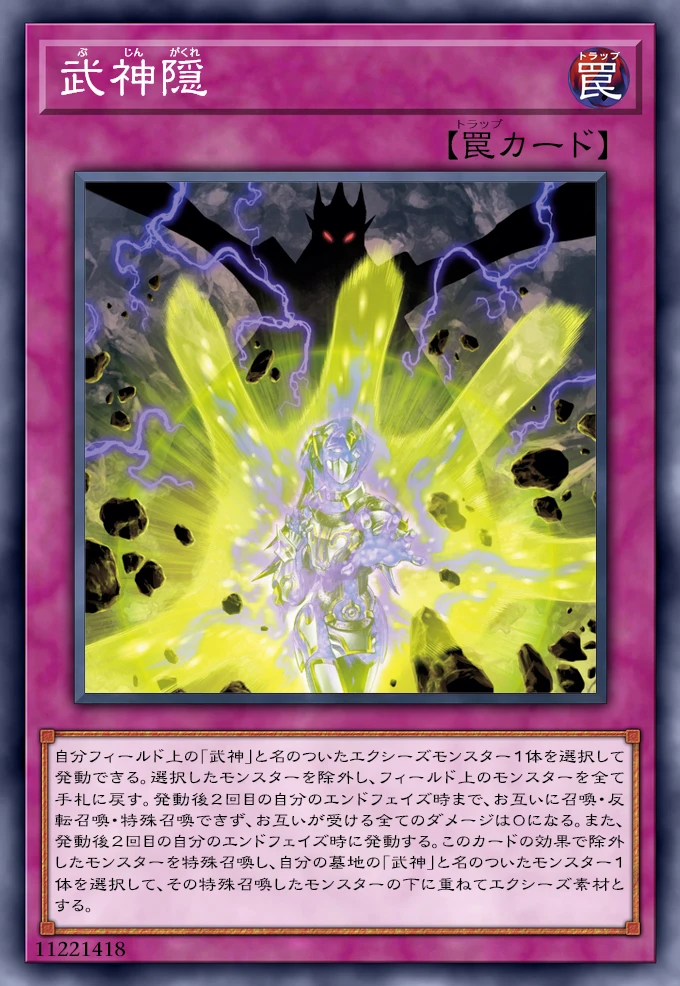 ぶ じん がくれ
武神隠
トラップ
罠
トラップ
【罠カード】
自分フィールド上の「武神」と名のついたエクシーズモンスター1体を選択して
発動できる。選択したモンスターを除外し、フィールド上のモンスターを全て
手札に戻す。発動後2回目の自分のエンドフェイズ時まで、お互いに召喚・反
転召喚・特殊召喚できず、お互いが受ける全てのダメージは0になる。また、
発動後2回目の自分のエンドフェイズ時に発動する。このカードの効果で除外
したモンスターを特殊召喚し、自分の墓地の「武神」と名のついたモンスター1
体を選択して、その特殊召喚したモンスターの下に重ねてエクシーズ素材と
する。
11221418